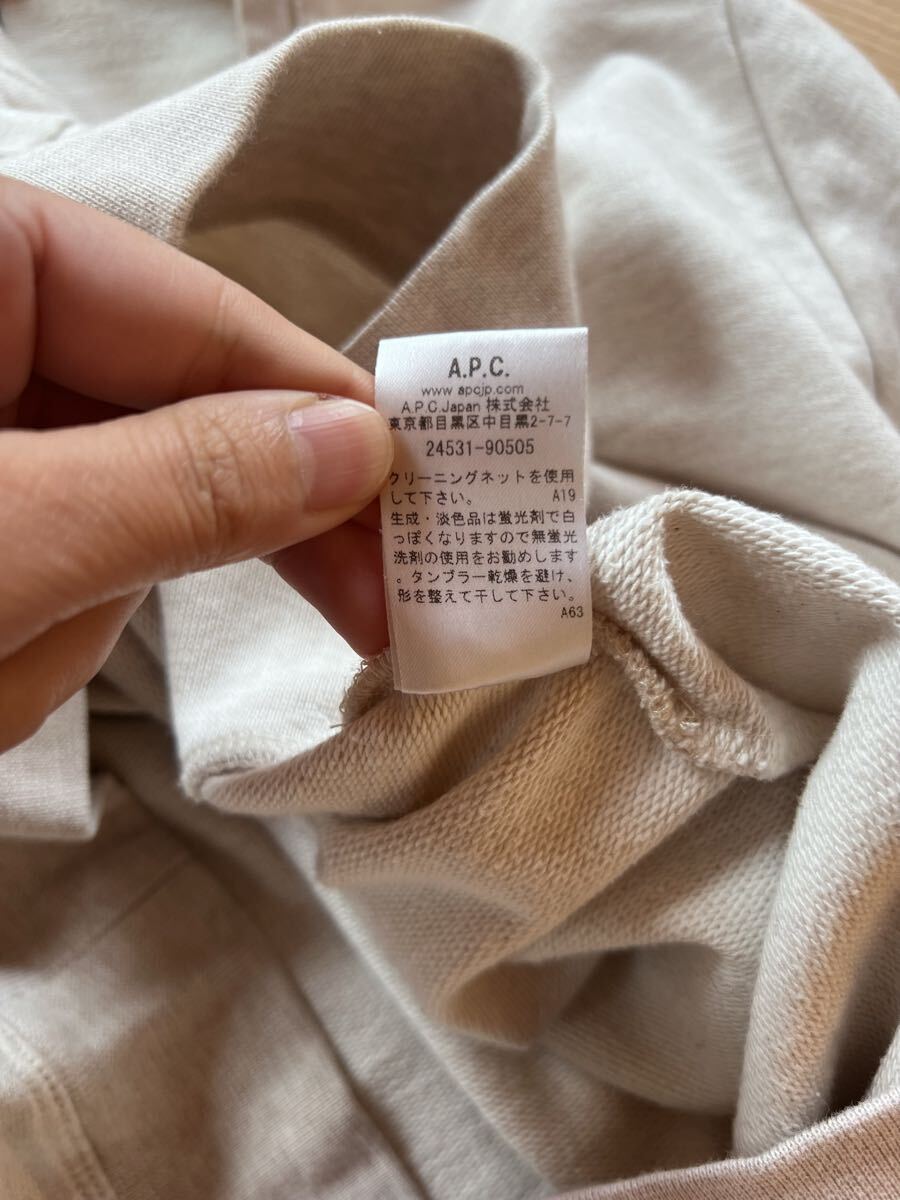 A.P.C.
www apcjp.com
A.P.C.Japan 株式会社
東京都目黒区中目黒2-7-7
24531-90505
クリーニングネットを使用
して下さい。 A19
生成・淡色品は蛍光剤で白
っぽくなりますので無蛍光
洗剤の使用をお勧めします
。タンブラー乾燥を避け、
形を整えて干して下さい。
A63